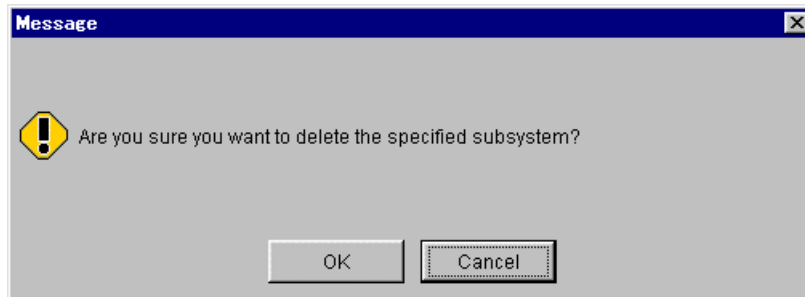 Message
Are you sure you want to delete the specified subsystem?
OK
Cancel